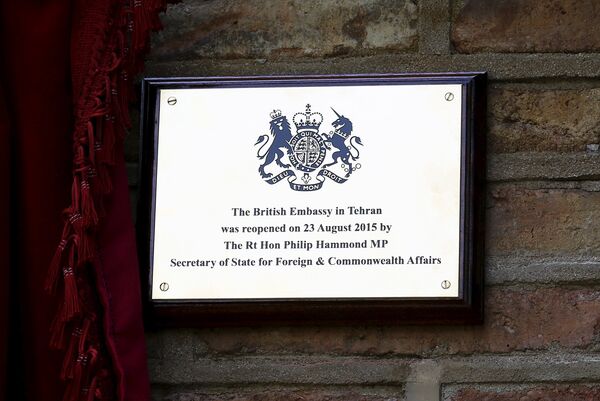 DIEU ET MON DROIT
The British Embassy in Tehran
was reopened on 23 August 2015 by
The Rt Hon Philip Hammond MP
Secretary of State for Foreign & Commonwealth Affairs